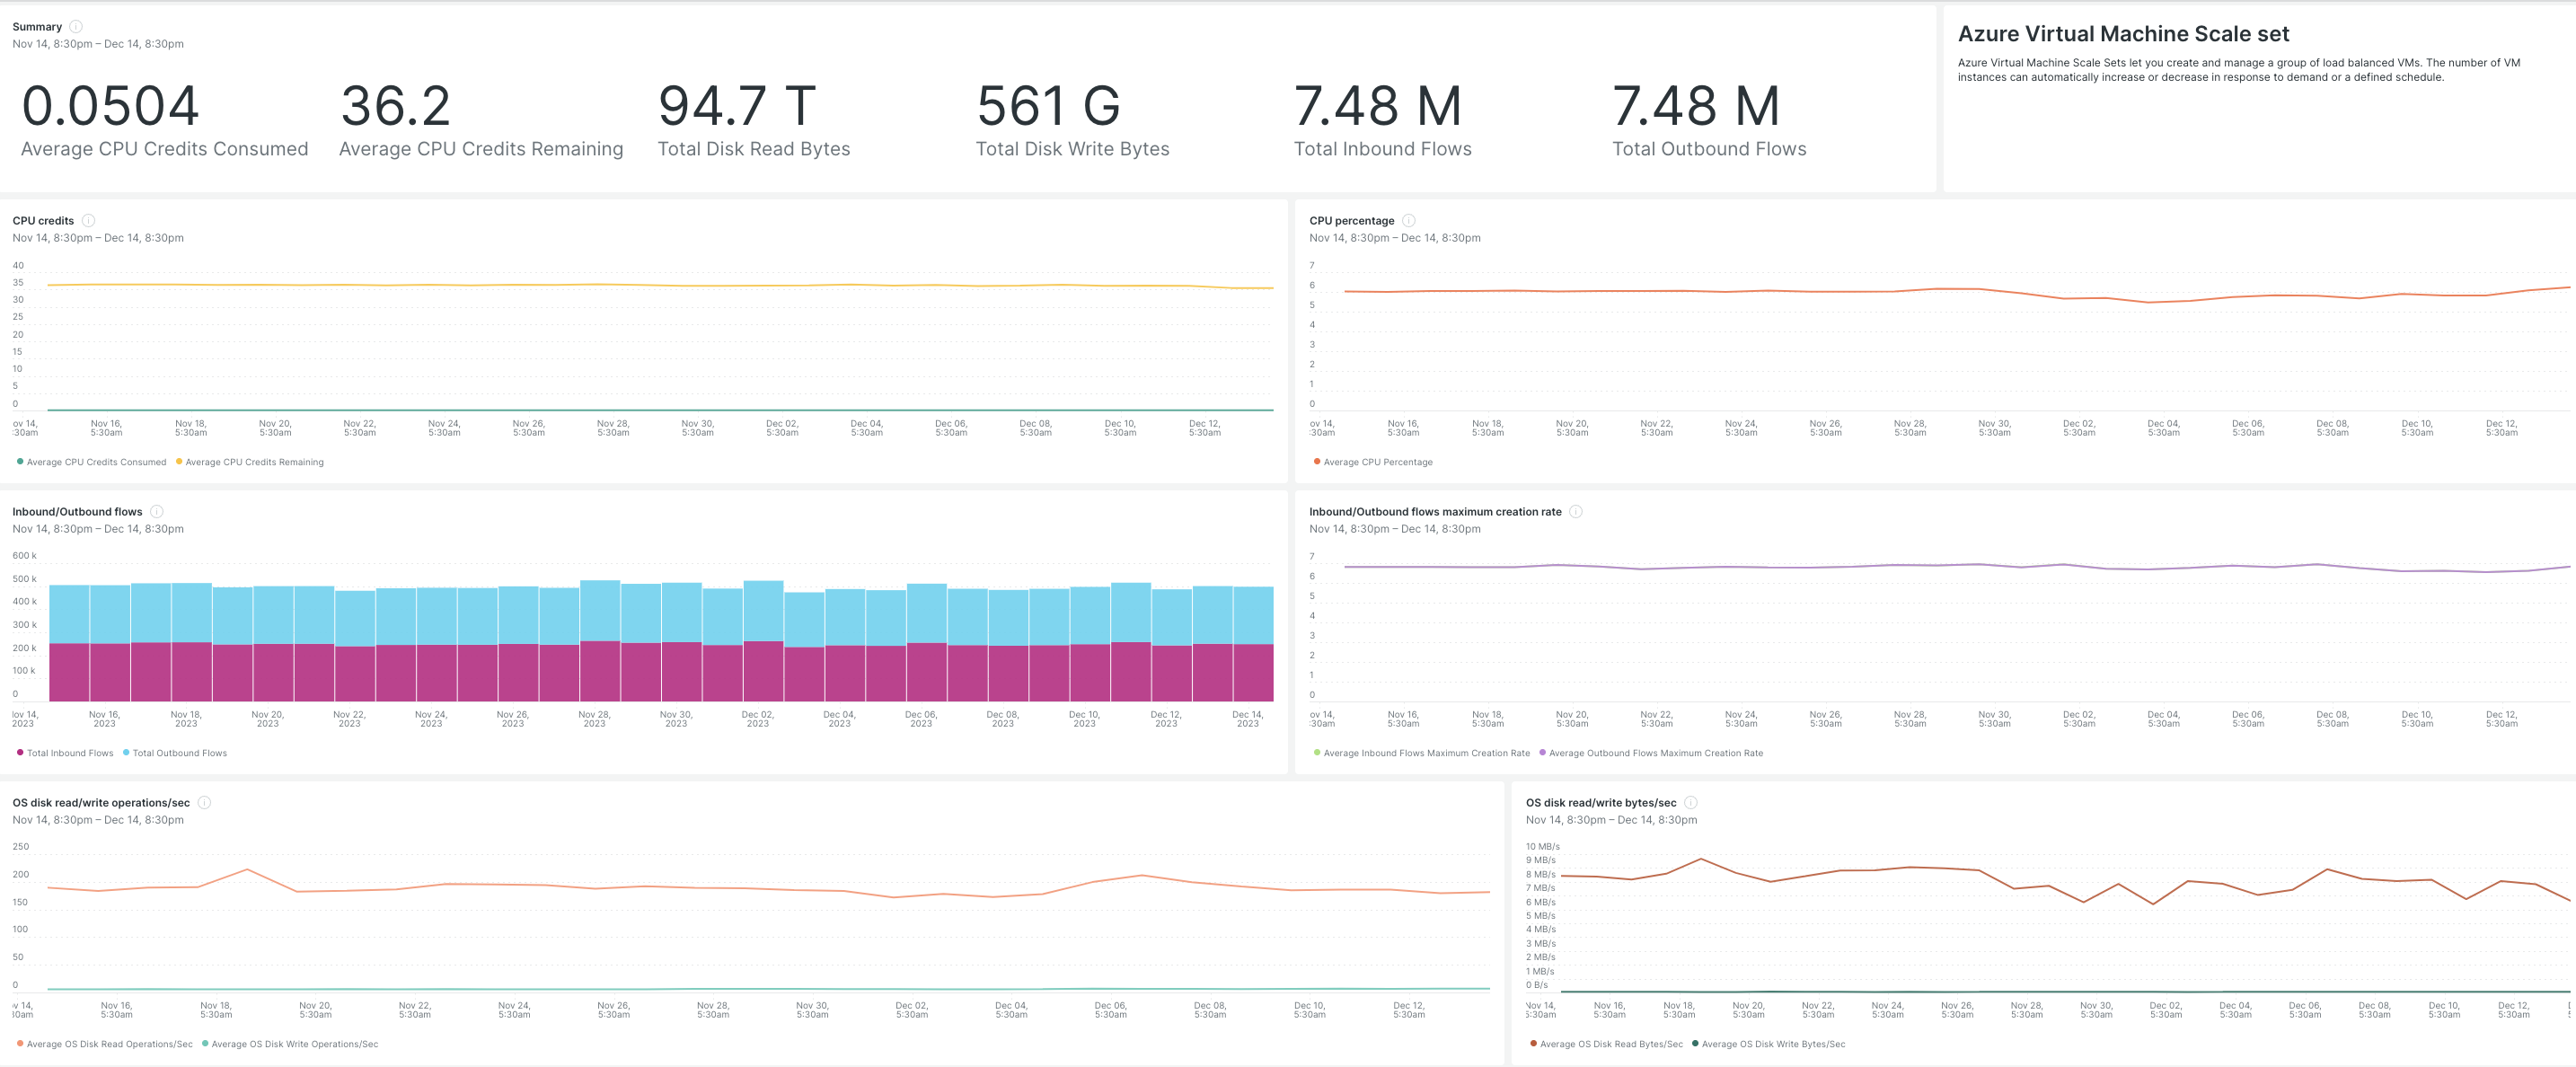 Summary
Nov 14, 8:30pm – Dec 14, 8:30pm
0.0504
Average CPU Credits Consumed
36.2
Average CPU Credits Remaining
94.7 T
Total Disk Read Bytes
561 G
Total Disk Write Bytes
7.48 M
Total Inbound Flows
7.48 M
Total Outbound Flows
Azure Virtual Machine Scale set
Azure Virtual Machine Scale Sets let you create and manage a group of load balanced VMs. The number of VM
instances can automatically increase or decrease in response to demand or a defined schedule.
CPU credits
Nov 14, 8:30pm – Dec 14, 8:30pm
40
35
30
25
20
15
10
5
0
ov 14, Nov 16, Nov 18, Nov 20, Nov 22, Nov 24, Nov 26, Nov 28, Nov 30, Dec 02, Dec 04, Dec 06, Dec 08, Dec 10, Dec 12,
:30am 5:30am 5:30am 5:30am 5:30am 5:30am 5:30am 5:30am 5:30am 5:30am 5:30am 5:30am 5:30am 5:30am 5:30am
Average CPU Credits Consumed Average CPU Credits Remaining
CPU percentage
Nov 14, 8:30pm – Dec 14, 8:30pm
7
6
5
4
3
2
1
0
ov 14, Nov 16, Nov 18, Nov 20, Nov 22, Nov 24, Nov 26, Nov 28, Nov 30, Dec 02, Dec 04, Dec 06, Dec 08, Dec 10, Dec 12,
:30am 5:30am 5:30am 5:30am 5:30am 5:30am 5:30am 5:30am 5:30am 5:30am 5:30am 5:30am 5:30am 5:30am 5:30am
Average CPU Percentage
Inbound/Outbound flows
Nov 14, 8:30pm – Dec 14, 8:30pm
600 k
500 k
400 k
300 k
200 k
100 k
0
lov 14, Nov 16, Nov 18, Nov 20, Nov 22, Nov 24, Nov 26, Nov 28, Nov 30, Dec 02, Dec 04, Dec 06, Dec 08, Dec 10, Dec 12, Dec 14,
2023 2023 2023 2023 2023 2023 2023 2023 2023 2023 2023 2023 2023 2023 2023 2023
Total Inbound Flows Total Outbound Flows
Inbound/Outbound flows maximum creation rate
Nov 14, 8:30pm – Dec 14, 8:30pm
7
6
5
4
3
2
1
0
ov 14, Nov 16, Nov 18, Nov 20, Nov 22, Nov 24, Nov 26, Nov 28, Nov 30, Dec 02, Dec 04, Dec 06, Dec 08, Dec 10, Dec 12,
:30am 5:30am 5:30am 5:30am 5:30am 5:30am 5:30am 5:30am 5:30am 5:30am 5:30am 5:30am 5:30am 5:30am 5:30am
Average Inbound Flows Maximum Creation Rate Average Outbound Flows Maximum Creation Rate
OS disk read/write operations/sec
Nov 14, 8:30pm – Dec 14, 8:30pm
250
200
150
100
50
0
v 14, Nov 16, Nov 18, Nov 20, Nov 22, Nov 24, Nov 26, Nov 28, Nov 30, Dec 02, Dec 04, Dec 06, Dec 08, Dec 10, Dec 12,
0am 5:30am 5:30am 5:30am 5:30am 5:30am 5:30am 5:30am 5:30am 5:30am 5:30am 5:30am 5:30am 5:30am 5:30am
Average OS Disk Read Operations/Sec Average OS Disk Write Operations/Sec
OS disk read/write bytes/sec
Nov 14, 8:30pm – Dec 14, 8:30pm
10 MB/s
9 MB/s
8 MB/s
7 MB/s
6 MB/s
5 MB/s
4 MB/s
3 MB/s
2 MB/s
1 MB/s
0 B/s
Nov 14, Nov 16, Nov 18, Nov 20, Nov 22, Nov 24, Nov 26, Nov 28, Nov 30, Dec 02, Dec 04, Dec 06, Dec 08, Dec 10, Dec 12,
5:30am 5:30am 5:30am 5:30am 5:30am 5:30am 5:30am 5:30am 5:30am 5:30am 5:30am 5:30am 5:30am 5:30am 5:30am
Average OS Disk Read Bytes/Sec Average OS Disk Write Bytes/Sec